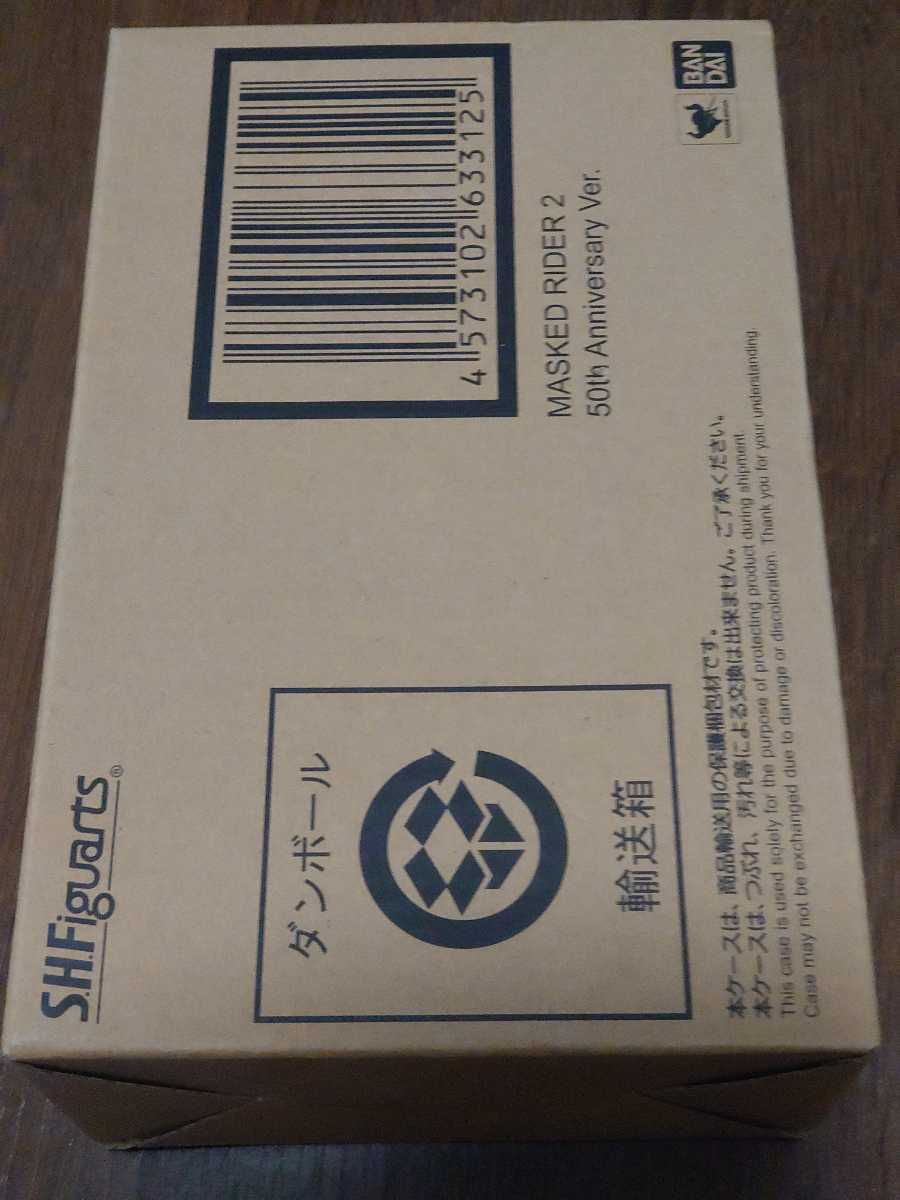 S.H.Figuarts®
4 573102 633125
MASKED RIDER 2
50th Anniversary Ver.
BAN
DAI
ダンボール
輸送箱
本ケースは、商品輸送用の保護梱包材です。
本ケースは、つぶれ、汚れ等による交換は出来ません。ご了承ください。
This case is used solely for the purpose of protecting product during shipment.
Case may not be exchanged due to damage or discoloration. Thank you for your understanding.